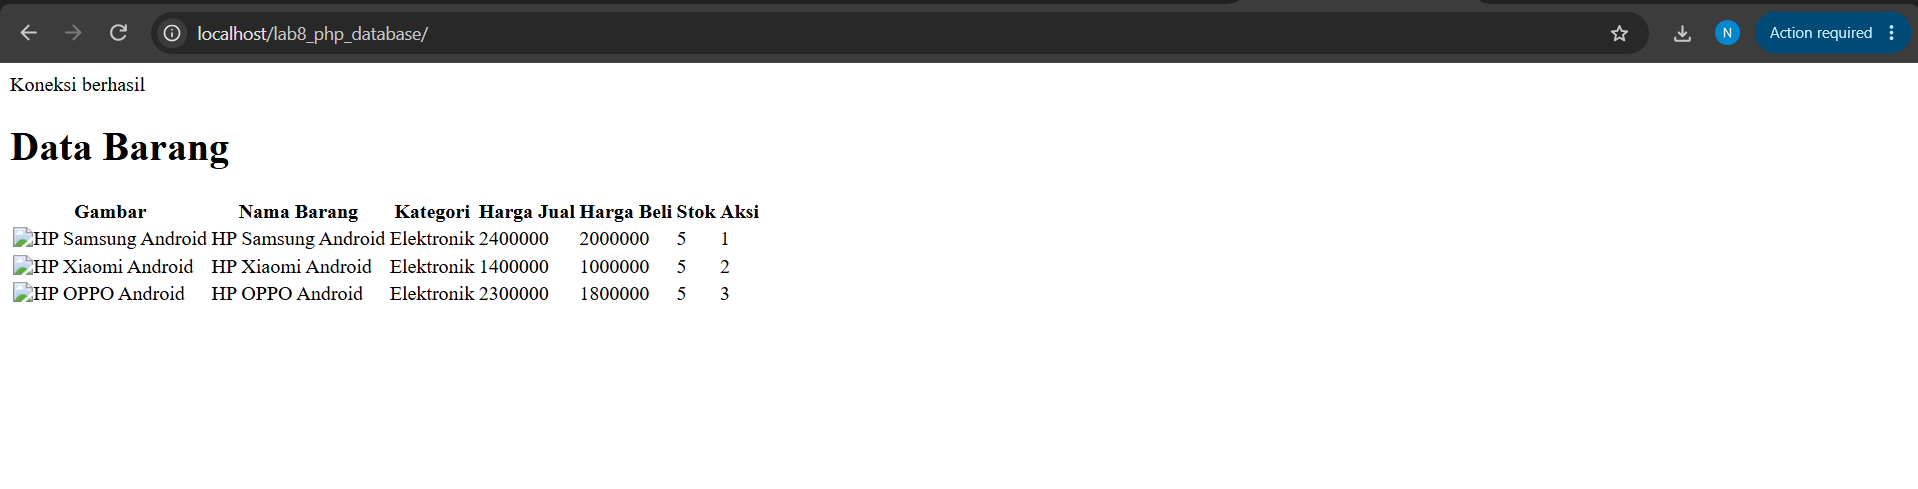 localhost/lab8_php_database/
N
Action required
Koneksi berhasil
Data Barang
Gambar Nama Barang Kategori Harga Jual Harga Beli Stok Aksi
HP Samsung Android HP Samsung Android Elektronik 2400000 2000000 5 1
HP Xiaomi Android HP Xiaomi Android Elektronik 1400000 1000000 5 2
HP OPPO Android HP OPPO Android Elektronik 2300000 1800000 5 3